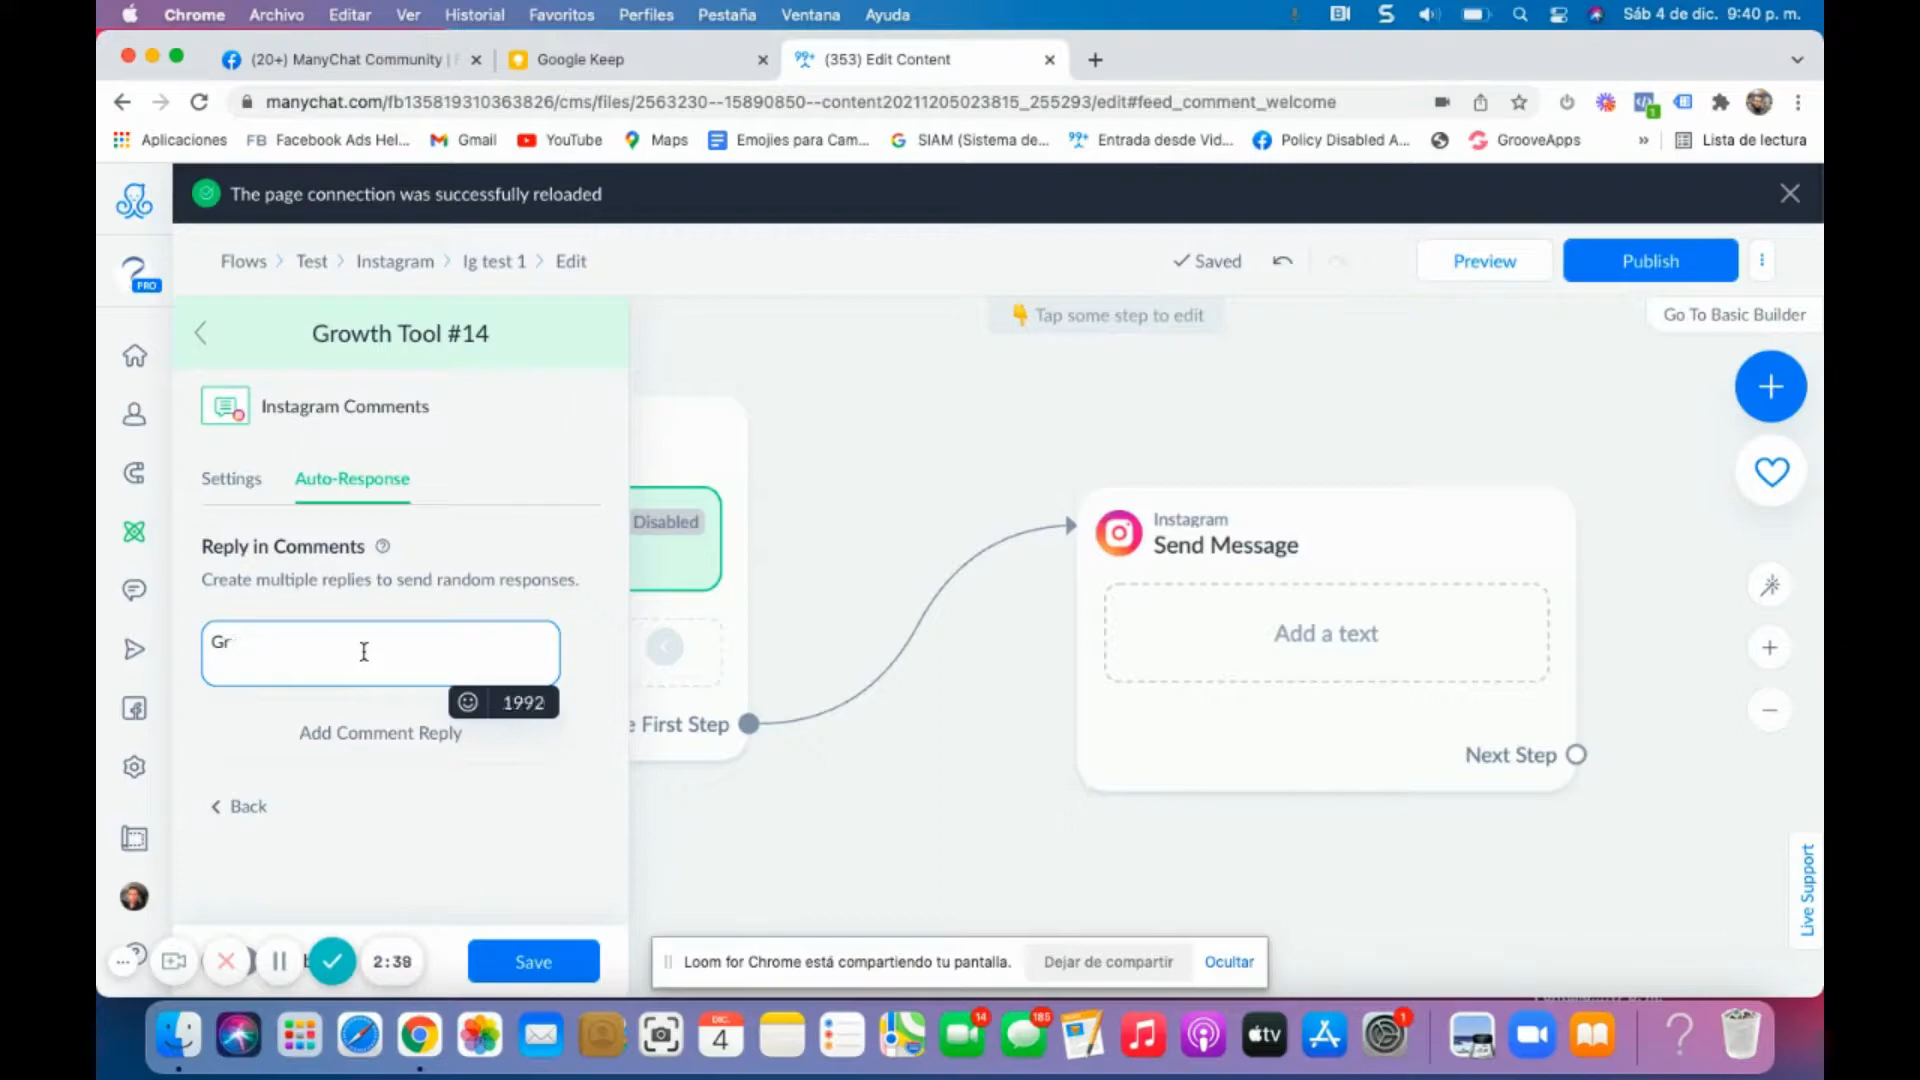 Chrome Archivo Editar Ver Historial Favoritos Perfiles Pestaña Ventana Ayuda Sáb 4 de dic. 9:40 p. m.
(20+) ManyChat Community | Google Keep (353) Edit Content
manychat.com/fb135819310363826/cms/files/2563230--15890850--content20211205023815_255293/edit#feed_comment_welcome
Aplicaciones FB Facebook Ads Hel... Gmail YouTube Maps Emojies para Cam... SIAM (Sistema de... Entrada desde Vid... Policy Disabled A... GrooveApps » Lista de lectura
The page connection was successfully reloaded
PRO
Flows > Test > Instagram > Ig test 1 > Edit
Saved
Preview
Publish
Growth Tool #14
Tap some step to edit
Go To Basic Builder
Instagram Comments
Settings
Auto-Response
Disabled
Instagram
Send Message
Reply in Comments
Create multiple replies to send random responses.
Gr
1992
Add a text
Add Comment Reply
e First Step
Next Step
Back
Live Support
2:38
Save
Loom for Chrome está compartiendo tu pantalla. Dejar de compartir Ocultar
DIC.
4
14
185
tv
1